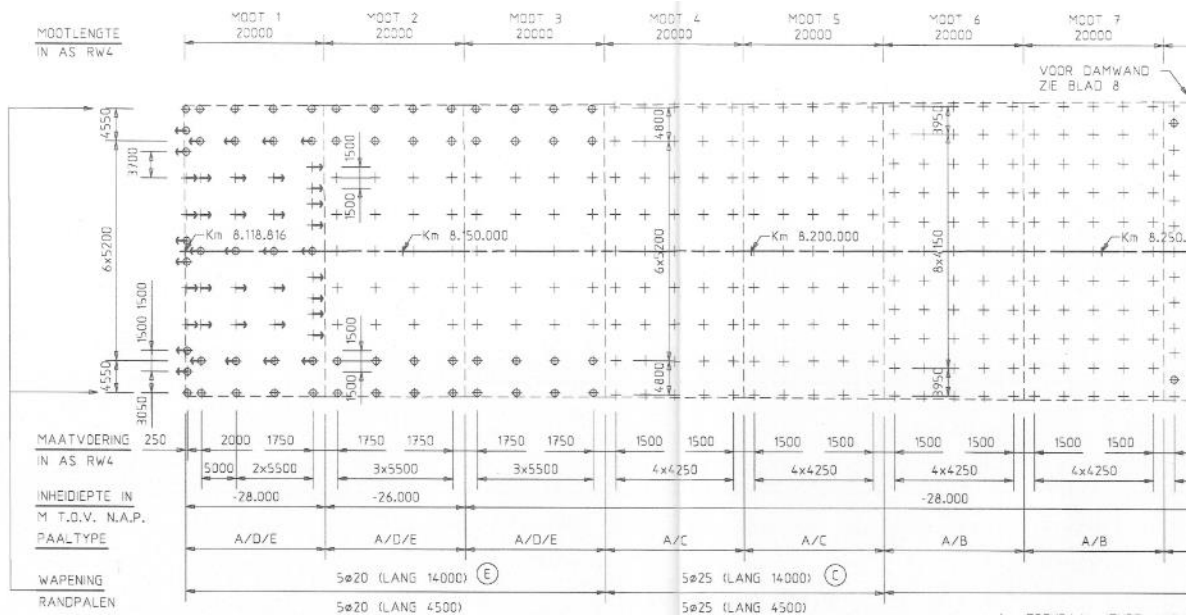 MOOTLENGTE
IN AS RW4
MOOT 1
20000
MOOT 2
20000
MOOT 3
20000
MOOT 4
20000
MOOT 5
20000
MOOT 6
20000
MOOT 7
20000
VOOR DAMWAND
ZIE BLAD 8
4550
3700
6x5200
1500
1500
4550
3050
1500
1500
1500
1500
4800
6x5200
4800
3950
8x4150
3950
Km 8.118.816
Km 8.150.000
Km 8.200.000
Km 8.250.
MAATVOERING
IN AS RW4
250
2000 1750
1750 1750
1750 1750
1500 1500
1500 1500
1500 1500
1500 1500
5000 2x5500
3x5500
3x5500
4x4250
4x4250
4x4250
4x4250
INHEIDIEPTE IN
M T.O.V. N.A.P.
-28.000
-26.000
-28.000
PAALTYPE
A/D/E
A/D/E
A/D/E
A/C
A/C
A/B
A/B
WAPENING
RANDPALEN
5ø20 (LANG 14000) E
5ø25 (LANG 14000) C
5ø20 (LANG 4500)
5ø25 (LANG 4500)